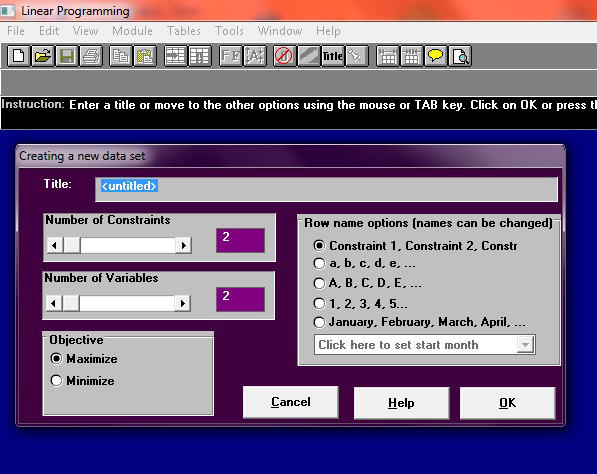 Linear Programming
File Edit View Module Tables Tools Window Help
Title
Instruction: Enter a title or move to the other options using the mouse or TAB key. Click on OK or press th
Creating a new data set
Title: <untitled>
Number of Constraints
2
Number of Variables
2
Objective
Maximize
Minimize
Row name options (names can be changed)
Constraint 1, Constraint 2, Constr
a, b, c, d, e, ...
A, B, C, D, E, ...
1, 2, 3, 4, 5...
January, February, March, April, ...
Click here to set start month
Cancel Help OK